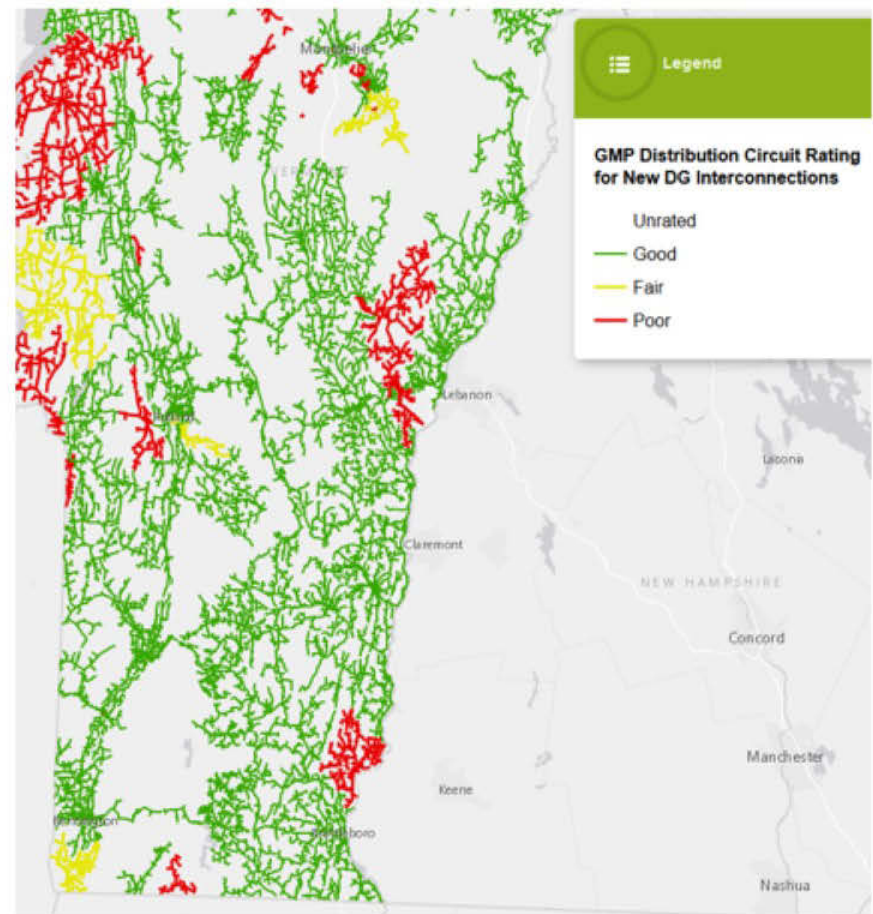 Legend
GMP Distribution Circuit Rating
for New DG Interconnections
Unrated
Good
Fair
Poor
Lebanon
Laconia
Claremont
NEW HAMPSHIRE
Concord
Manchester
Keene
Nashua